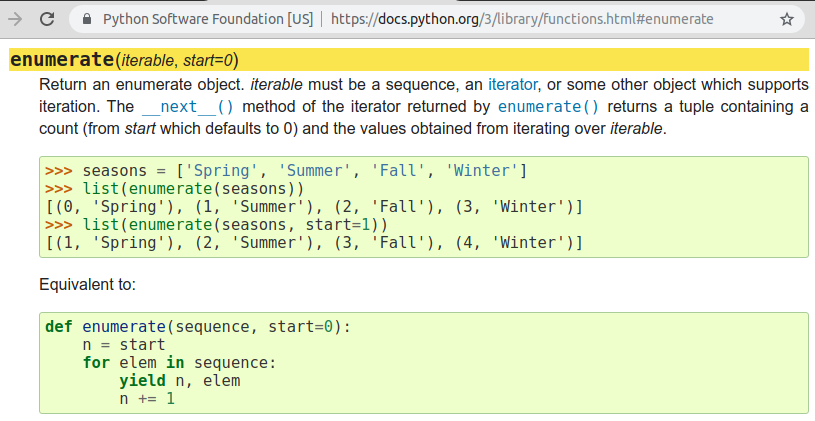 Python Software Foundation [US] | https://docs.python.org/3/library/functions.html#enumerate
enumerate(iterable, start=0)
Return an enumerate object. iterable must be a sequence, an iterator, or some other object which supports
iteration. The __next__() method of the iterator returned by enumerate() returns a tuple containing a
count (from start which defaults to 0) and the values obtained from iterating over iterable.
>>> seasons = ['Spring', 'Summer', 'Fall', 'Winter']
>>> list(enumerate(seasons))
[(0, 'Spring'), (1, 'Summer'), (2, 'Fall'), (3, 'Winter')]
>>> list(enumerate(seasons, start=1))
[(1, 'Spring'), (2, 'Summer'), (3, 'Fall'), (4, 'Winter')]
Equivalent to:
def enumerate(sequence, start=0):
    n = start
    for elem in sequence:
        yield n, elem
        n += 1